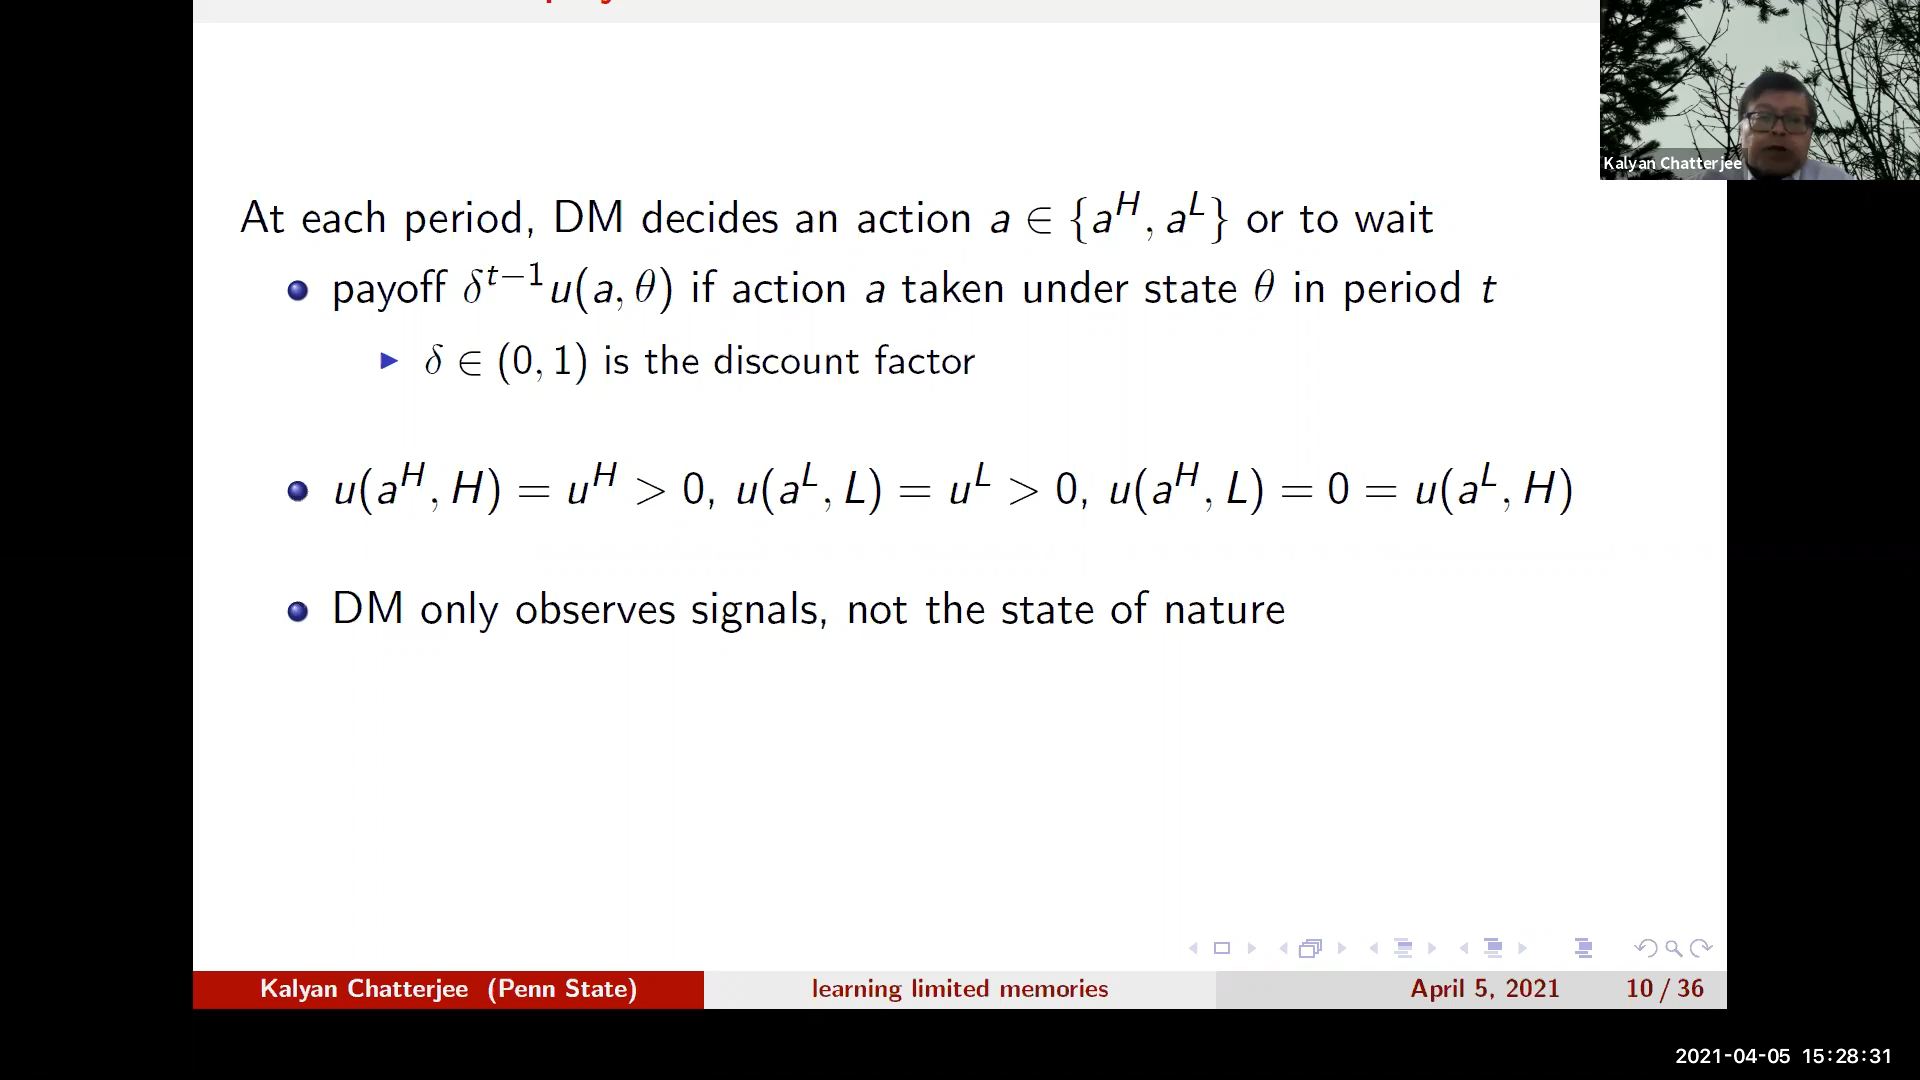 Kalyan Chatterjee
At each period, DM decides an action a ∈ {a^H, a^L} or to wait
payoff δ^{t−1}u(a, θ) if action a taken under state θ in period t
δ ∈ (0, 1) is the discount factor
u(a^H, H) = u^H > 0, u(a^L, L) = u^L > 0, u(a^H, L) = 0 = u(a^L, H)
DM only observes signals, not the state of nature
Kalyan Chatterjee (Penn State) learning limited memories April 5, 2021 10 / 36
2021-04-05 15:28:31